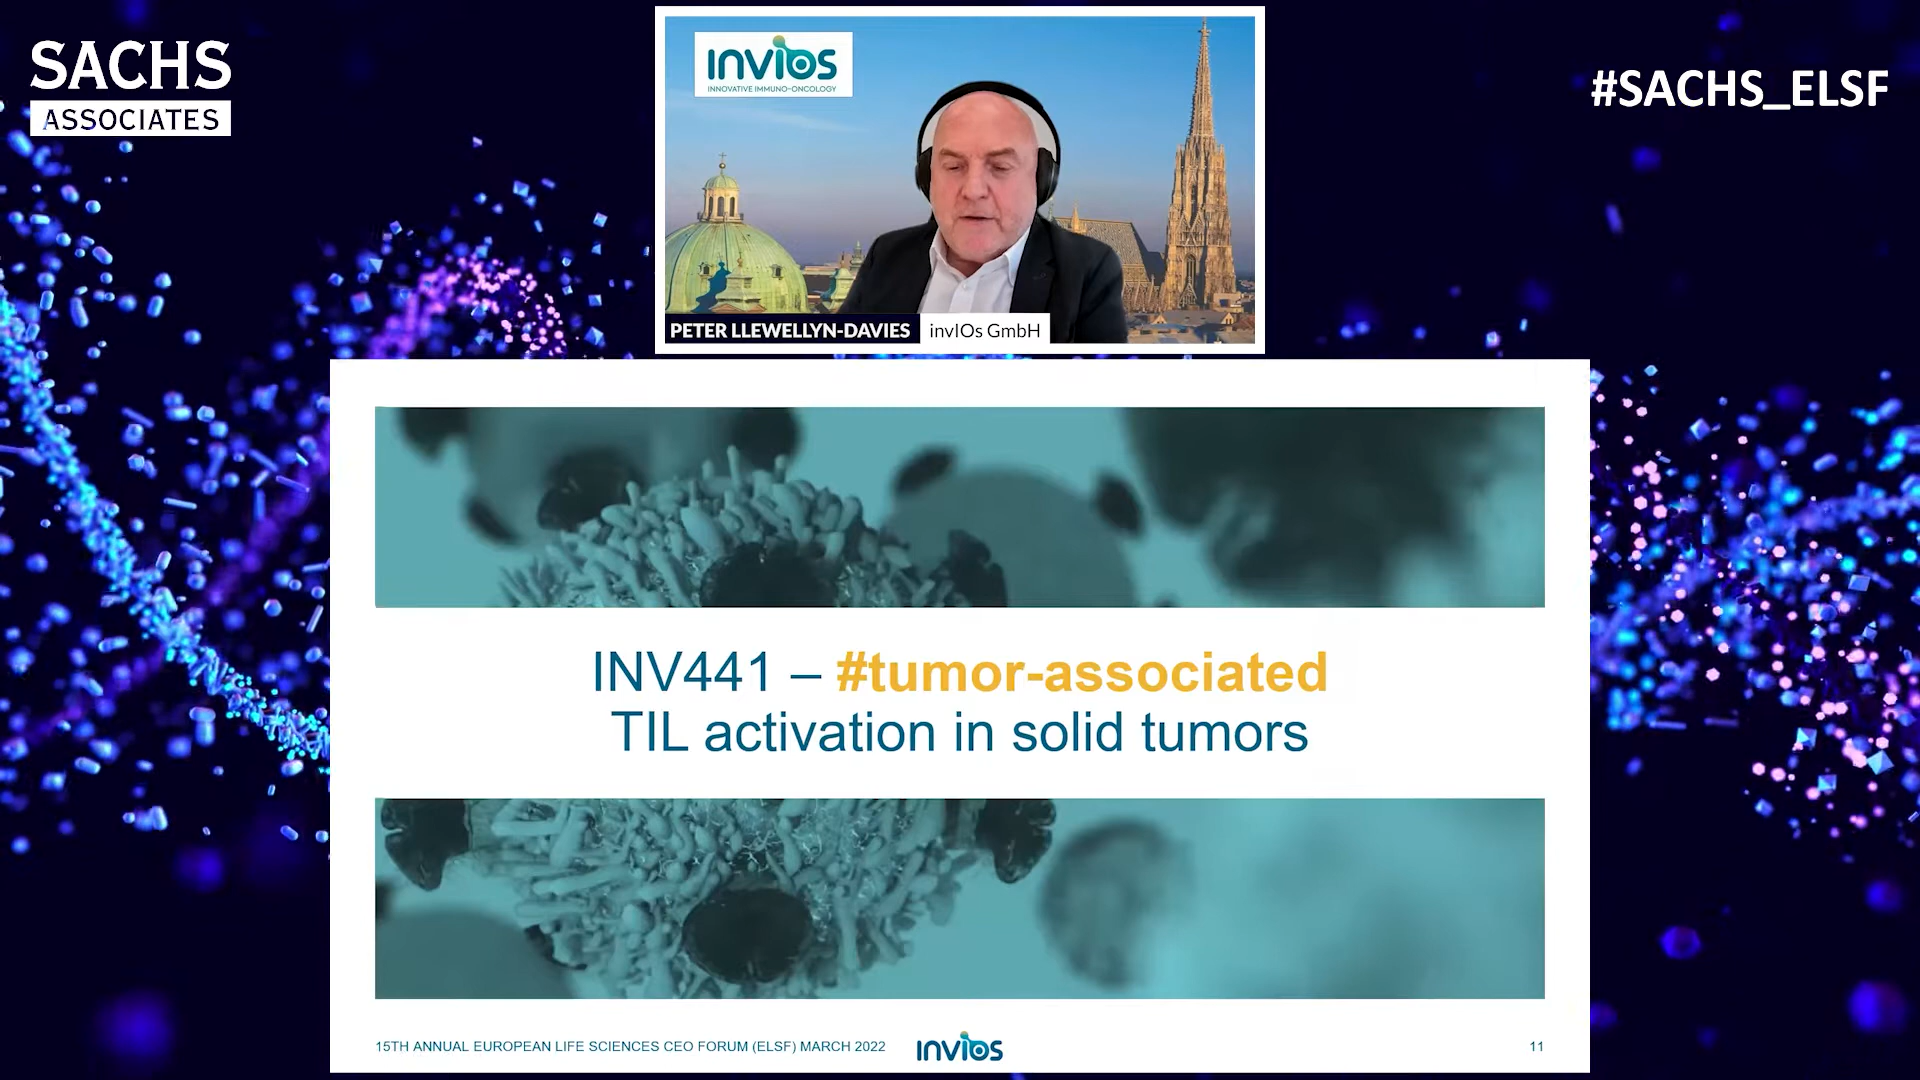 SACHS
ASSOCIATES
invIOs
INNOVATIVE IMMUNO-ONCOLOGY
#SACHS_ELSF
PETER LLEWELLYN-DAVIES invIOs GmbH
INV441 – #tumor-associated
TIL activation in solid tumors
15TH ANNUAL EUROPEAN LIFE SCIENCES CEO FORUM (ELSF) MARCH 2022 invIOs 11